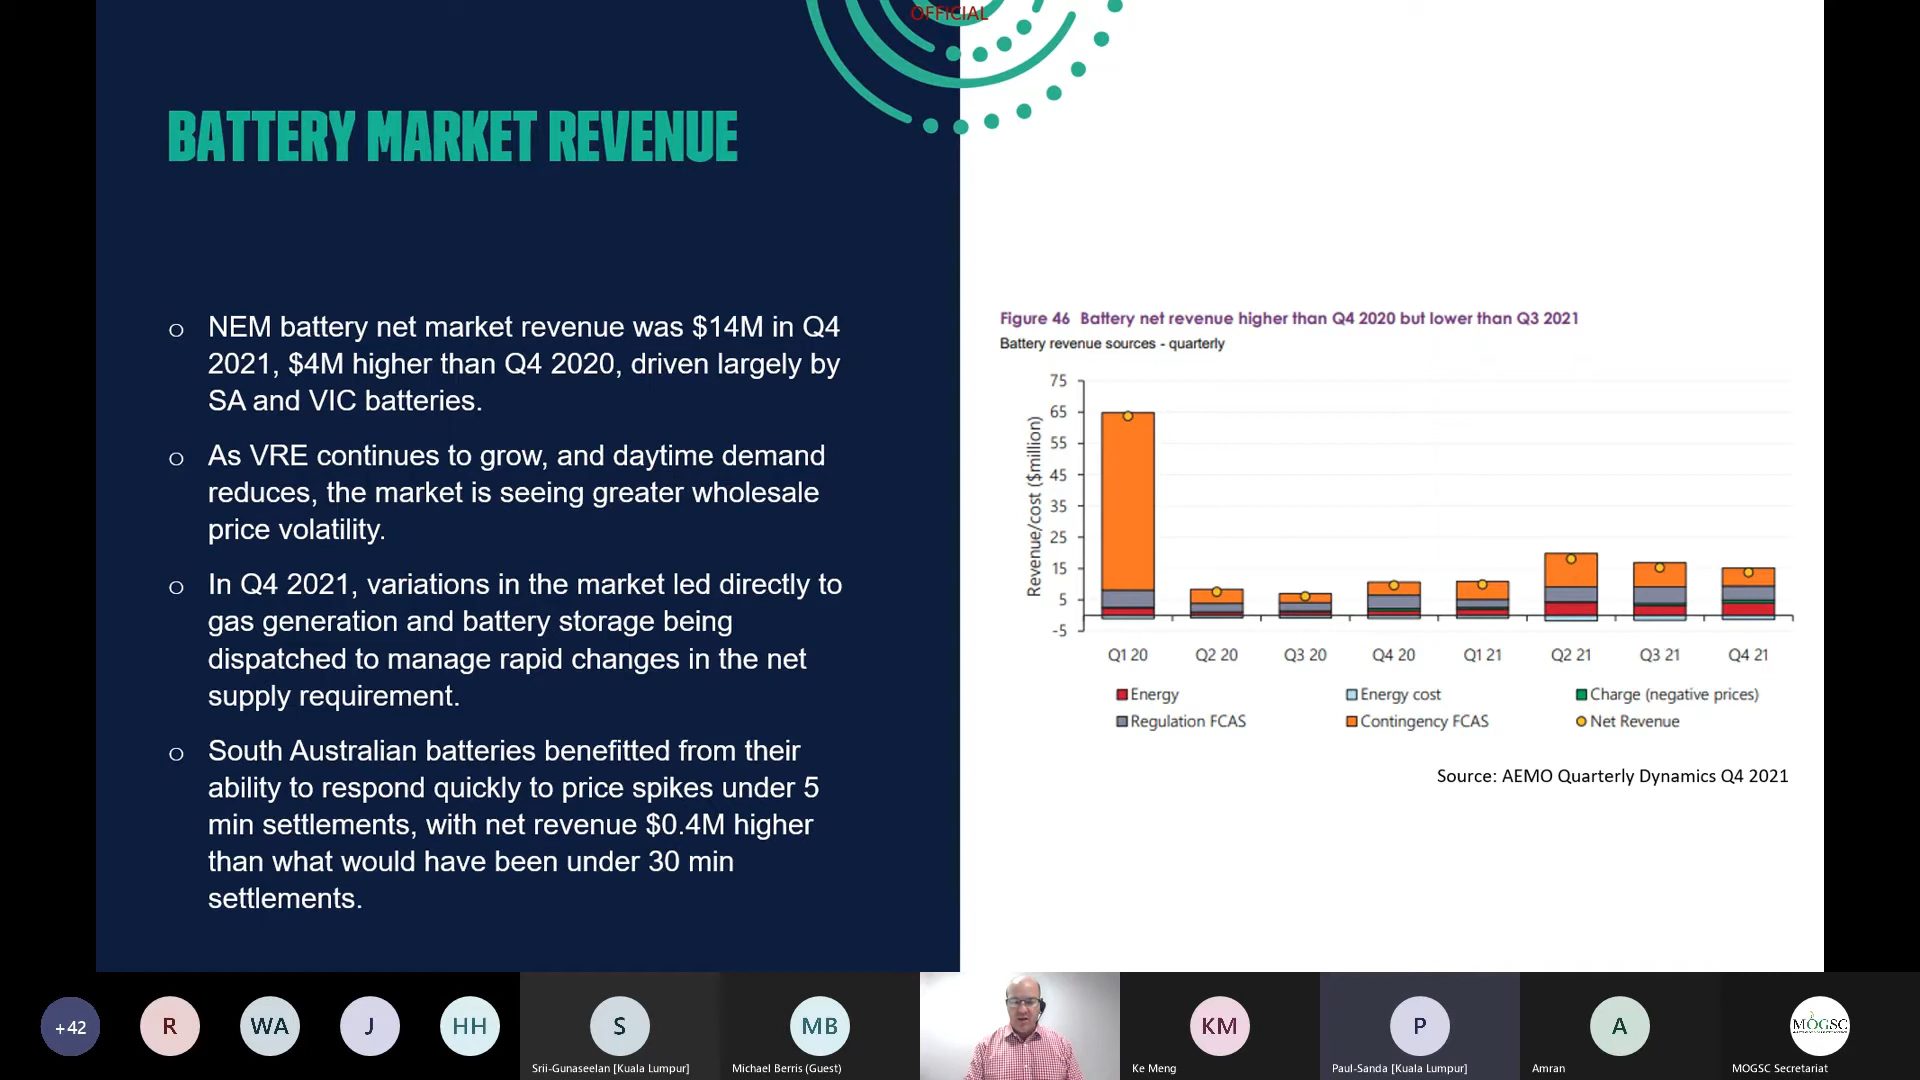 OFFICIAL
BATTERY MARKET REVENUE
o NEM battery net market revenue was $14M in Q4
2021, $4M higher than Q4 2020, driven largely by
SA and VIC batteries.
o As VRE continues to grow, and daytime demand
reduces, the market is seeing greater wholesale
price volatility.
o In Q4 2021, variations in the market led directly to
gas generation and battery storage being
dispatched to manage rapid changes in the net
supply requirement.
o South Australian batteries benefitted from their
ability to respond quickly to price spikes under 5
min settlements, with net revenue $0.4M higher
than what would have been under 30 min
settlements.
Figure 46 Battery net revenue higher than Q4 2020 but lower than Q3 2021
Battery revenue sources - quarterly
Revenue/cost ($million)
75
65
55
45
35
25
15
5
-5
Q1 20 Q2 20 Q3 20 Q4 20 Q1 21 Q2 21 Q3 21 Q4 21
Energy Energy cost Charge (negative prices)
Regulation FCAS Contingency FCAS Net Revenue
Source: AEMO Quarterly Dynamics Q4 2021
+42 R WA J HH S MB KM P A MOGSC
Srii-Gunaseelan [Kuala Lumpur] Michael Berris (Guest) Ke Meng Paul-Sanda [Kuala Lumpur] Amran MOGSC Secretariat